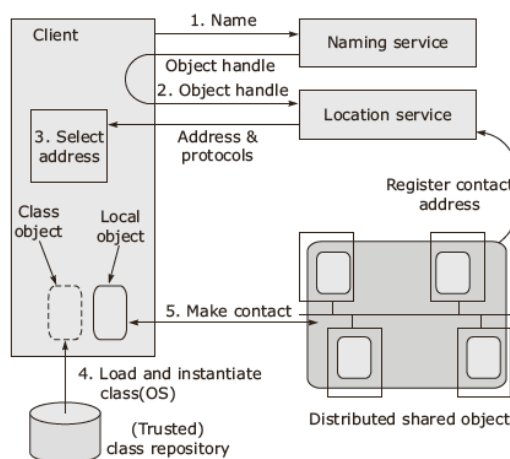 Client
1. Name
Naming service
Object handle
2. Object handle
Location service
3. Select
address
Address &
protocols
Register contact
address
Class
object
Local
object
5. Make contact
4. Load and instantiate
class(OS)
(Trusted)
class repository
Distributed shared object